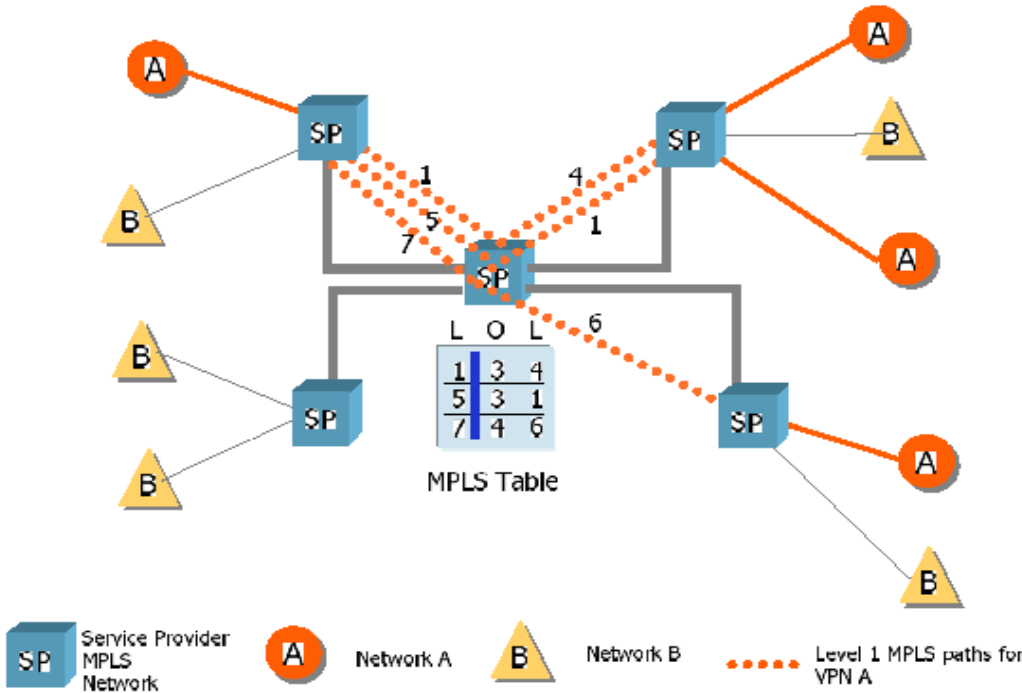 A
A
SP
SP
B
B
1
4
5
1
7
SP
A
6
L O L
1 3 4
5 3 1
7 4 6
MPLS Table
B
SP
SP
B
A
B
SP
Service Provider
MPLS
Network
A
Network A
B
Network B
Level 1 MPLS paths for
VPN A